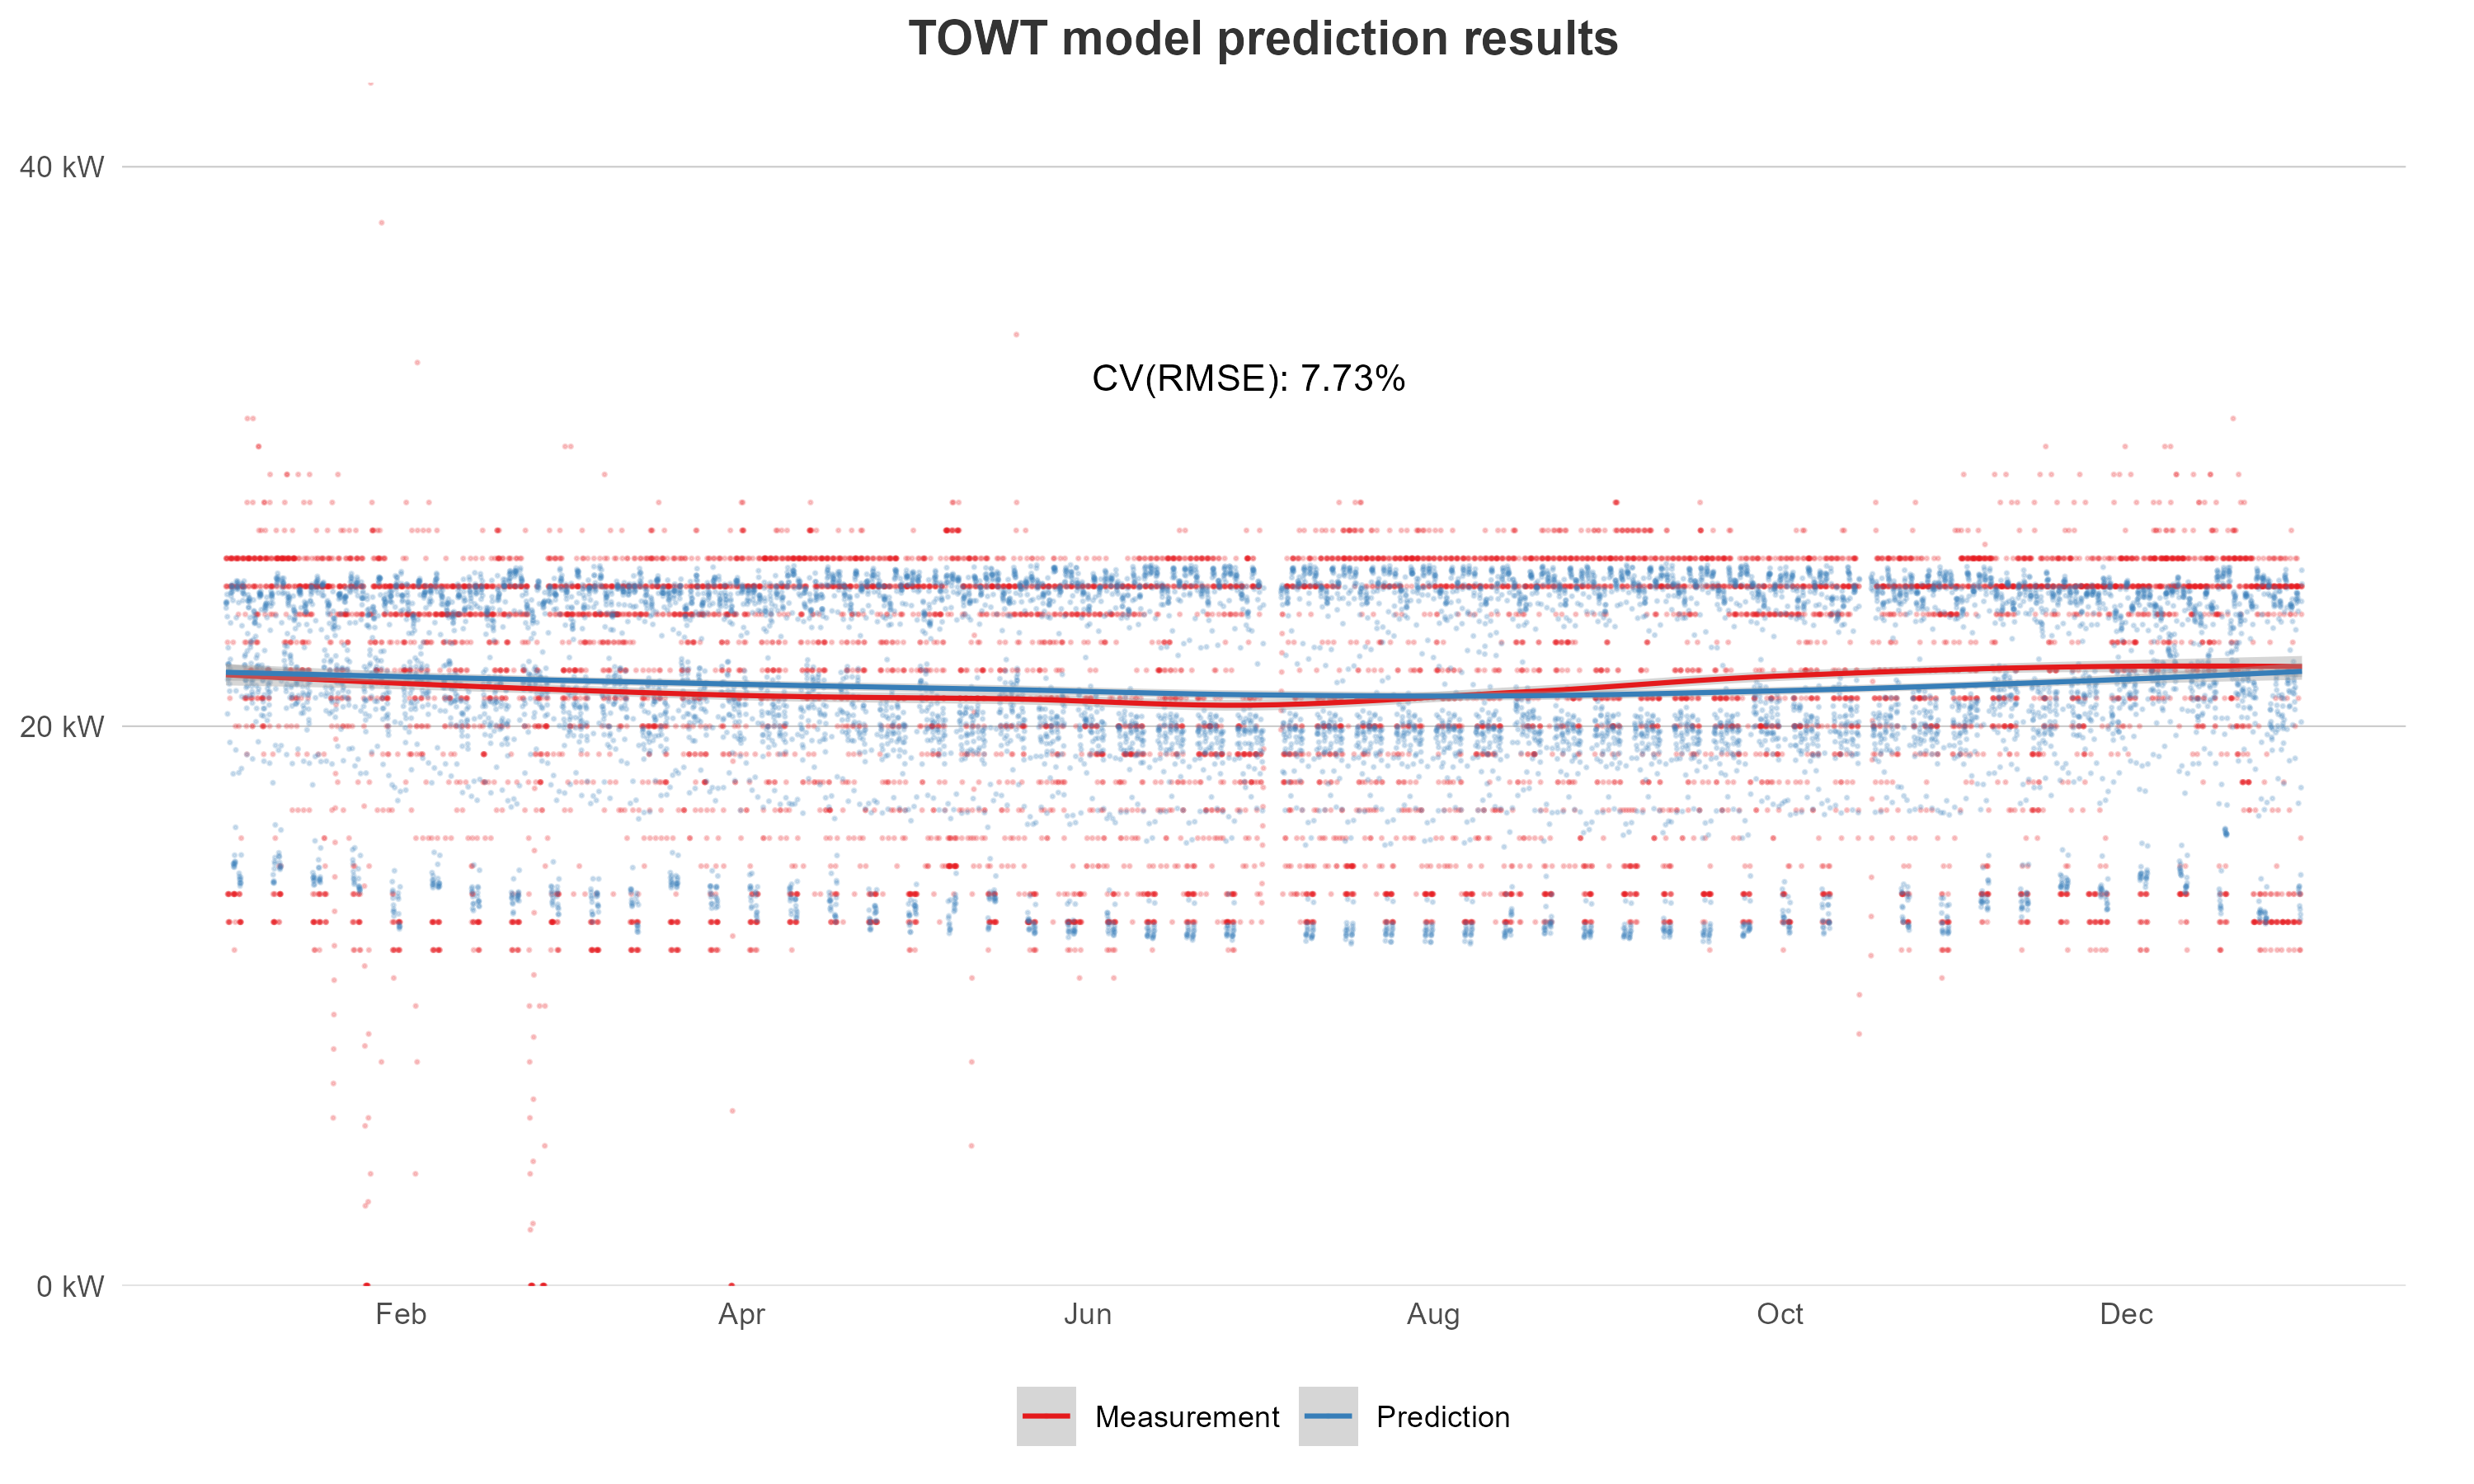 TOWT model prediction results
40 kW
CV(RMSE): 7.73%
20 kW
0 kW
Feb Apr Jun Aug Oct Dec
Measurement Prediction